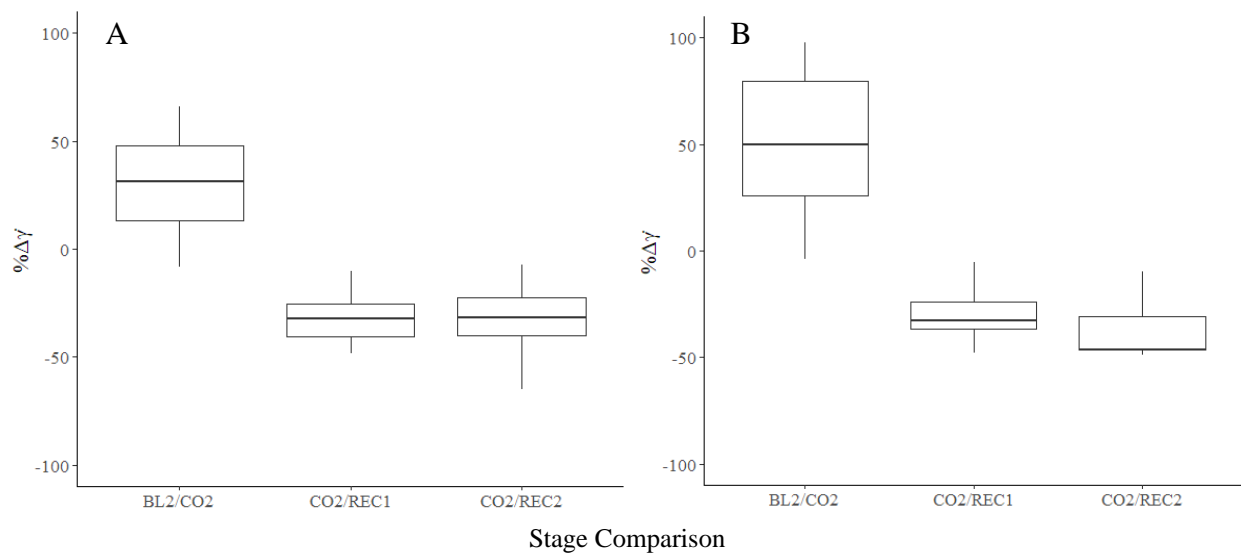 A
100
50
0
-50
-100
%Δγ̇
BL2/CO2 CO2/REC1 CO2/REC2
B
100
50
0
-50
-100
%Δγ̇
BL2/CO2 CO2/REC1 CO2/REC2
Stage Comparison